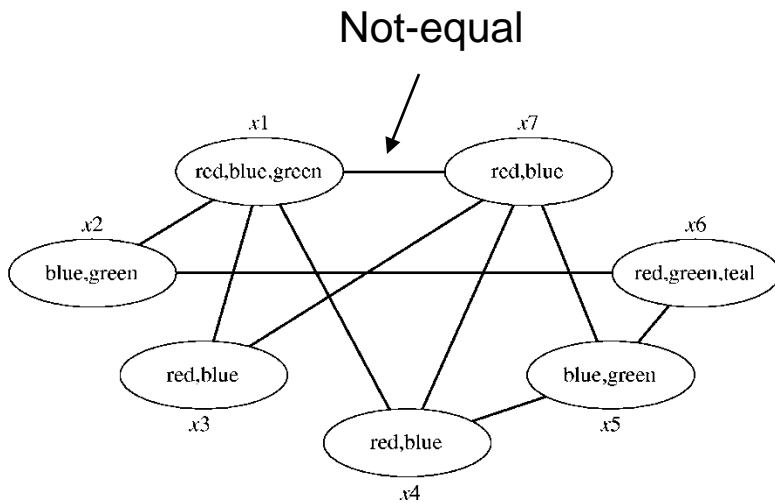 Not-equal
x1
x7
red,blue,green
red,blue
x2
x6
blue,green
red,green,teal
red,blue
blue,green
x3
x5
red,blue
x4